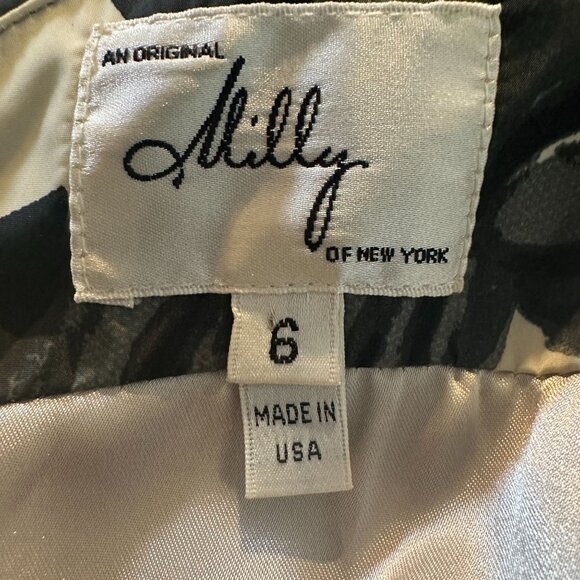 AN ORIGINAL
Milly
OF NEW YORK
6
MADE IN
USA